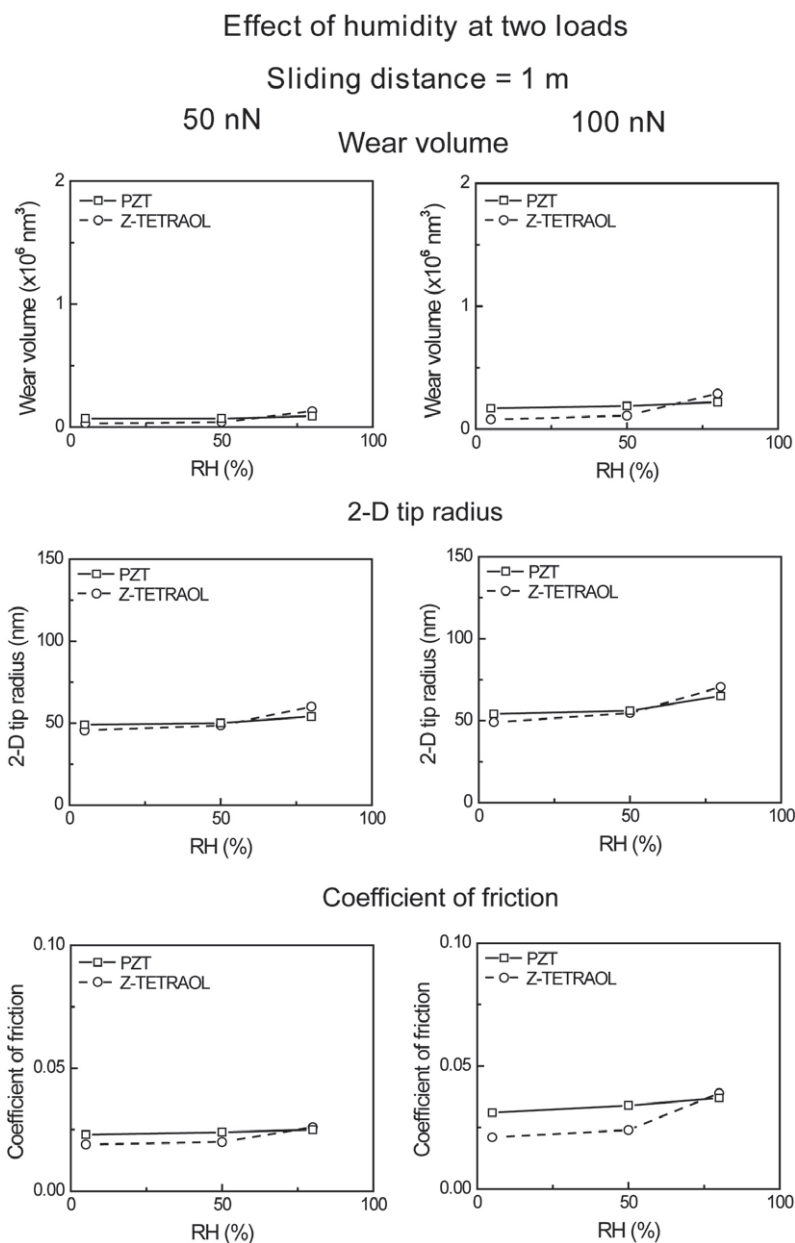 Effect of humidity at two loads
Sliding distance = 1 m
50 nN
100 nN
Wear volume
2
1
0
Wear volume (x10⁶ nm³)
PZT
Z-TETRAOL
0
50
100
RH (%)
2
1
0
Wear volume (x10⁶ nm³)
PZT
Z-TETRAOL
0
50
100
RH (%)
2-D tip radius
150
100
50
0
2-D tip radius (nm)
PZT
Z-TETRAOL
0
50
100
RH (%)
150
100
50
0
2-D tip radius (nm)
PZT
Z-TETRAOL
0
50
100
RH (%)
Coefficient of friction
0.10
0.05
0.00
Coefficient of friction
PZT
Z-TETRAOL
0
50
100
RH (%)
0.10
0.05
0.00
Coefficient of friction
PZT
Z-TETRAOL
0
50
100
RH (%)